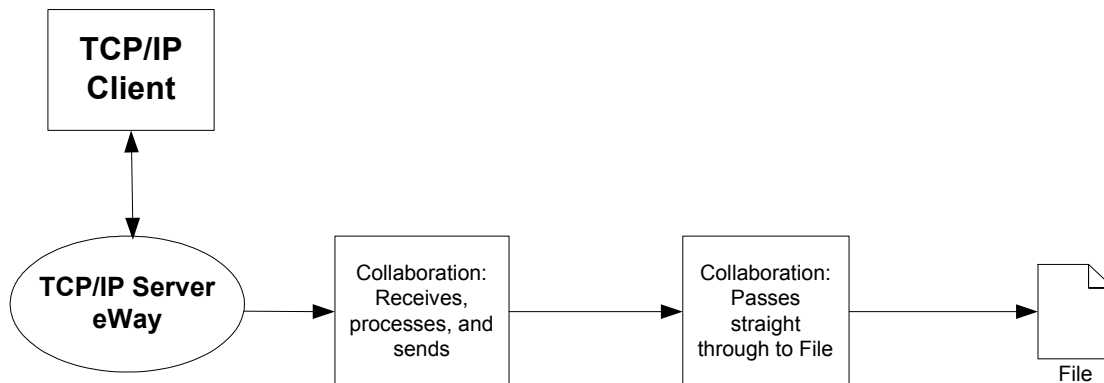 TCP/IP
Client
TCP/IP Server
eWay
Collaboration:
Receives,
processes, and
sends
Collaboration:
Passes
straight
through to File
File